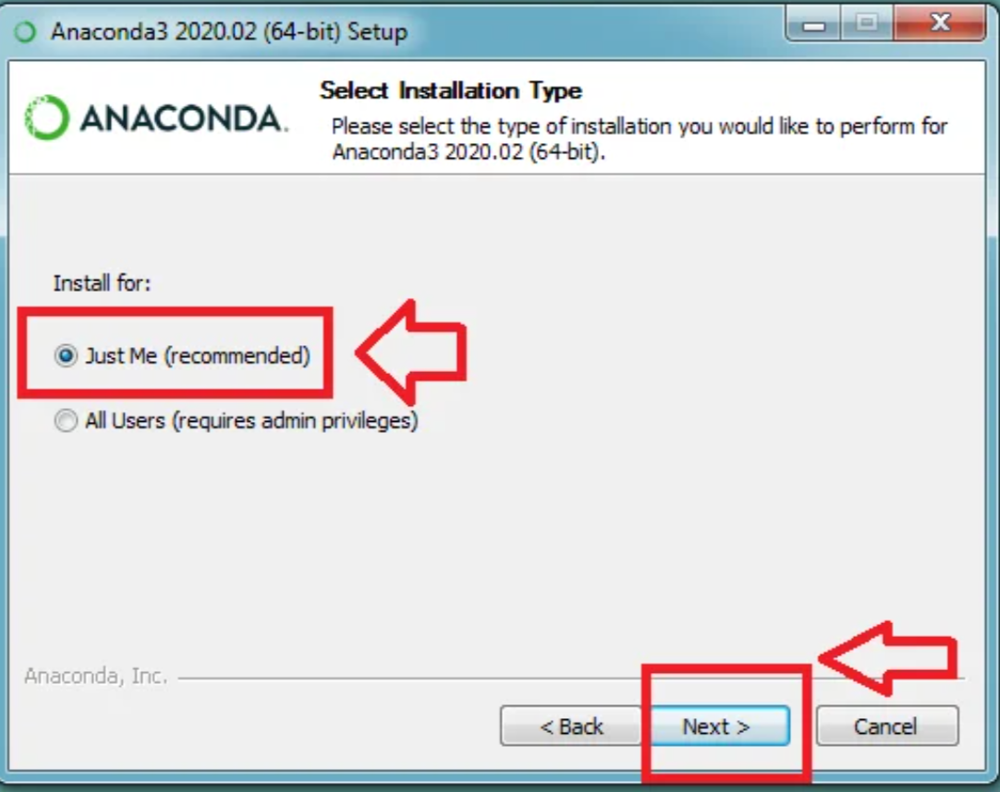 Anaconda3 2020.02 (64-bit) Setup
ANACONDA.
Select Installation Type
Please select the type of installation you would like to perform for
Anaconda3 2020.02 (64-bit).
Install for:
Just Me (recommended)
All Users (requires admin privileges)
Anaconda, Inc.
< Back
Next >
Cancel